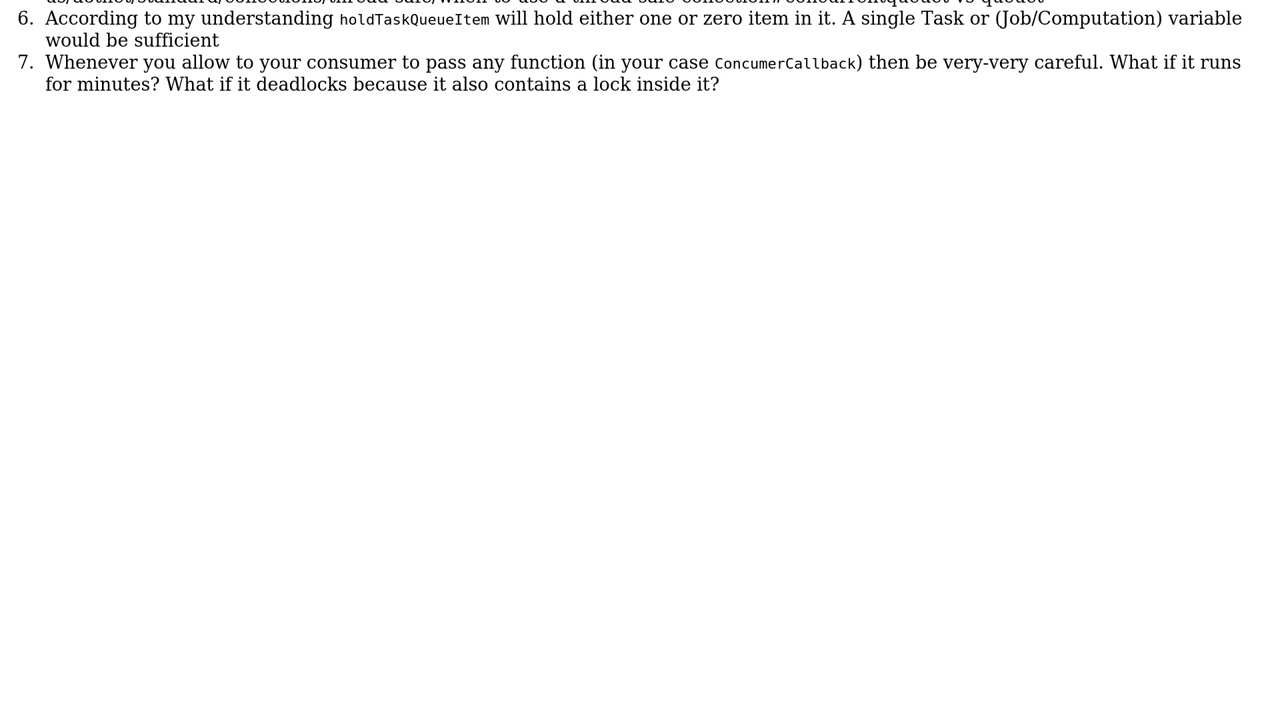 6. According to my understanding holdTaskQueueItem will hold either one or zero item in it. A single Task or (Job/Computation) variable
would be sufficient
7. Whenever you allow to your consumer to pass any function (in your case ConcumerCallback) then be very-very careful. What if it runs
for minutes? What if it deadlocks because it also contains a lock inside it?